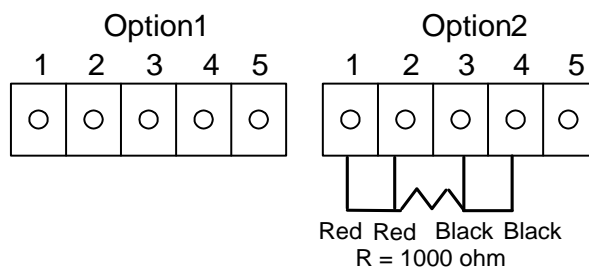 Option1 Option2
1 2 3 4 5 1 2 3 4 5
Red Red Black Black
R = 1000 ohm